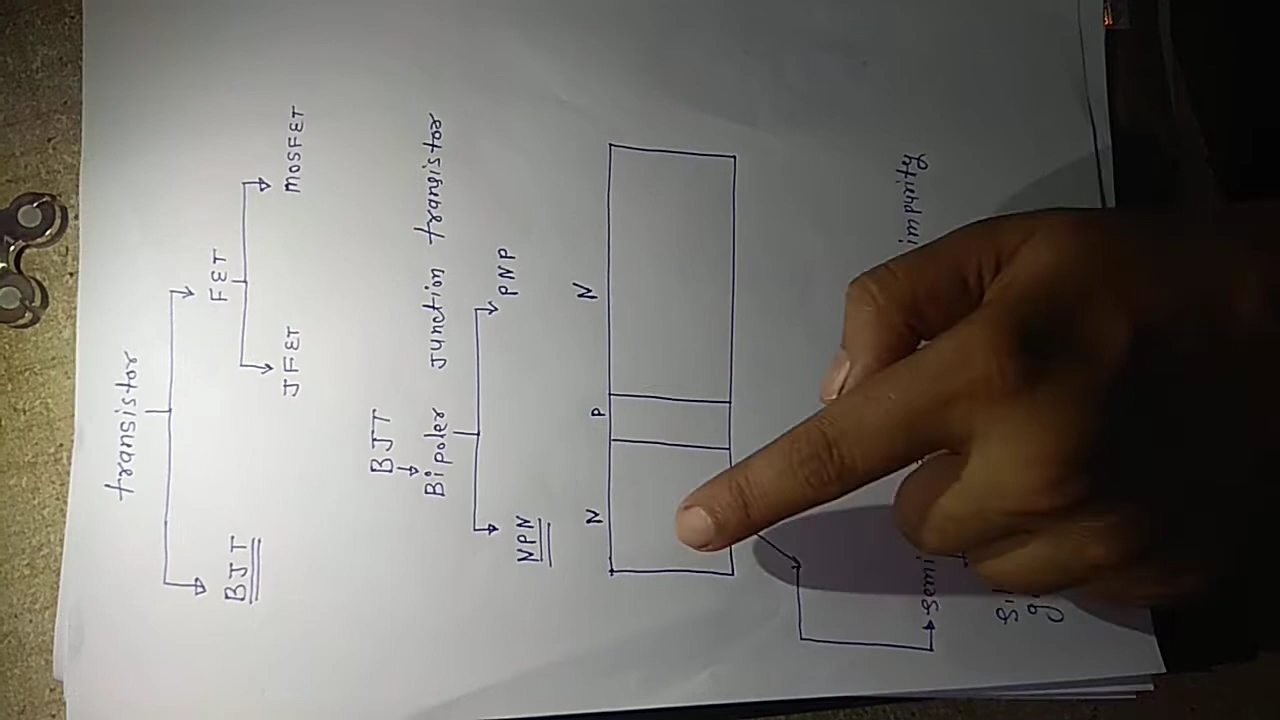 transistor
BJT FET
JFET MOSFET
BJT
Bipoler Junction transistor
NPN PNP
N P N
semi impurity